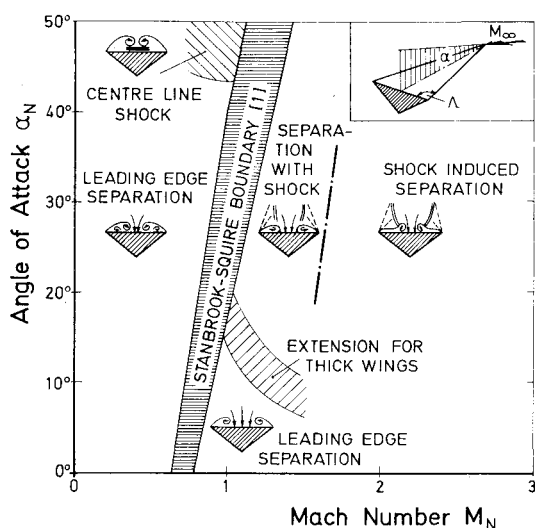 50°
40°
30°
20°
10°
0°
Angle of Attack α_N
CENTRE LINE
SHOCK
LEADING EDGE
SEPARATION
STANBROOK-SQUIRE BOUNDARY [1]
SEPARA-
TION
WITH
SHOCK
SHOCK INDUCED
SEPARATION
M∞
α
Λ
EXTENSION FOR
THICK WINGS
LEADING EDGE
SEPARATION
0
1
2
3
Mach Number M_N